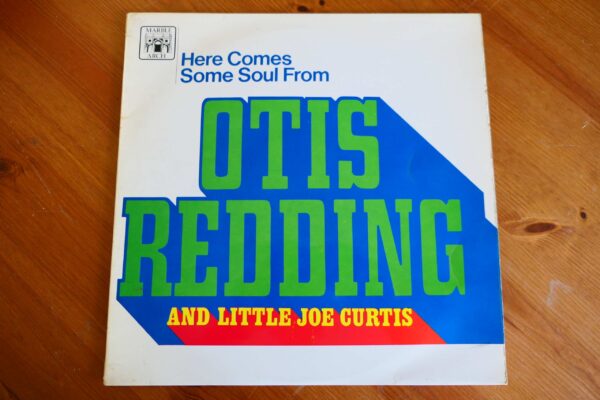 MARBLE
ARCH
Here Comes
Some Soul From
OTIS
REDDING
AND LITTLE JOE CURTIS